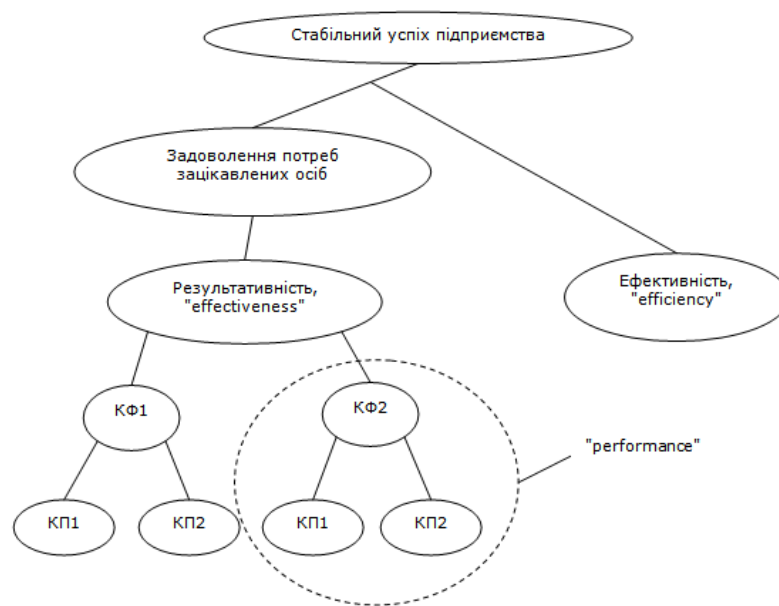 Стабільний успіх підприємства
Задоволення потреб
зацікавлених осіб
Результативність,
"effectiveness"
Ефективність,
"efficiency"
КФ1
КФ2
"performance"
КП1
КП2
КП1
КП2